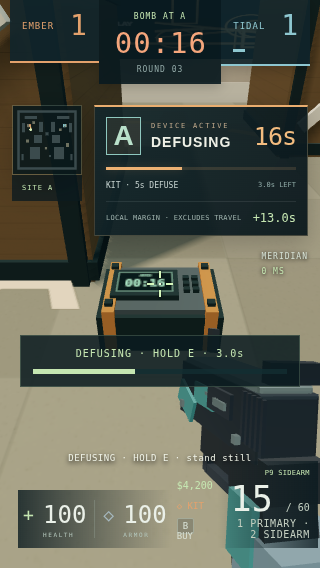 EMBER 1
BOMB AT A
00:16
ROUND 03
TIDAL 1
SITE A
A
DEVICE ACTIVE
DEFUSING
16s
KIT · 5s DEFUSE
3.0s LEFT
LOCAL MARGIN · EXCLUDES TRAVEL
+13.0s
MERIDIAN
0 MS
00:16
DEFUSING · HOLD E · 3.0s
DEFUSING · HOLD E · stand still
P9 SIDEARM
+ 100
HEALTH
◇ 100
ARMOR
$4,200
KIT
B
BUY
15 / 60
1 PRIMARY ·
2 SIDEARM